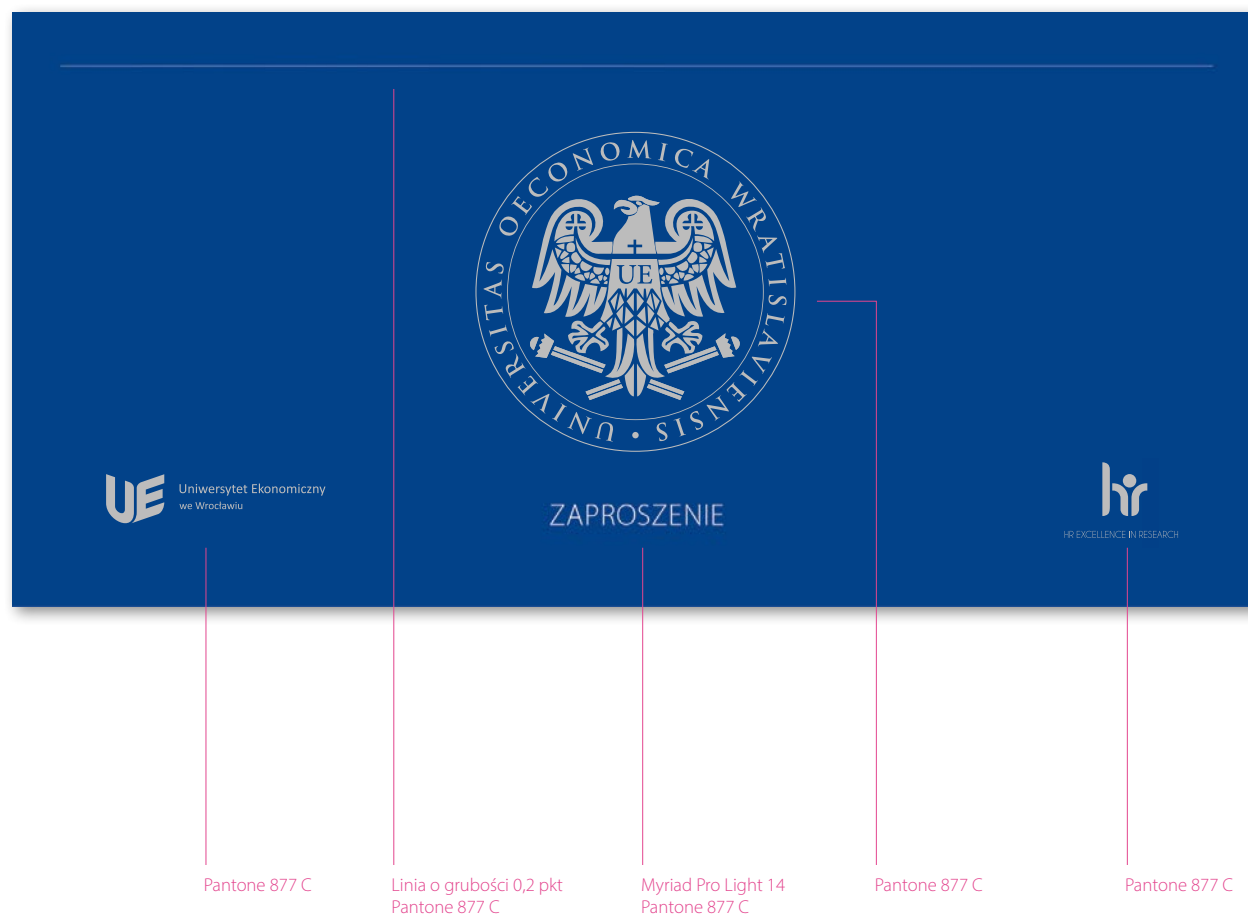 UNIVERSITAS OECONOMICA WRATISLAVIENSIS •
UE
UE
Uniwersytet Ekonomiczny
we Wrocławiu
ZAPROSZENIE
hr
HR EXCELLENCE IN RESEARCH
Pantone 877 C
Linia o grubości 0,2 pkt
Pantone 877 C
Myriad Pro Light 14
Pantone 877 C
Pantone 877 C
Pantone 877 C